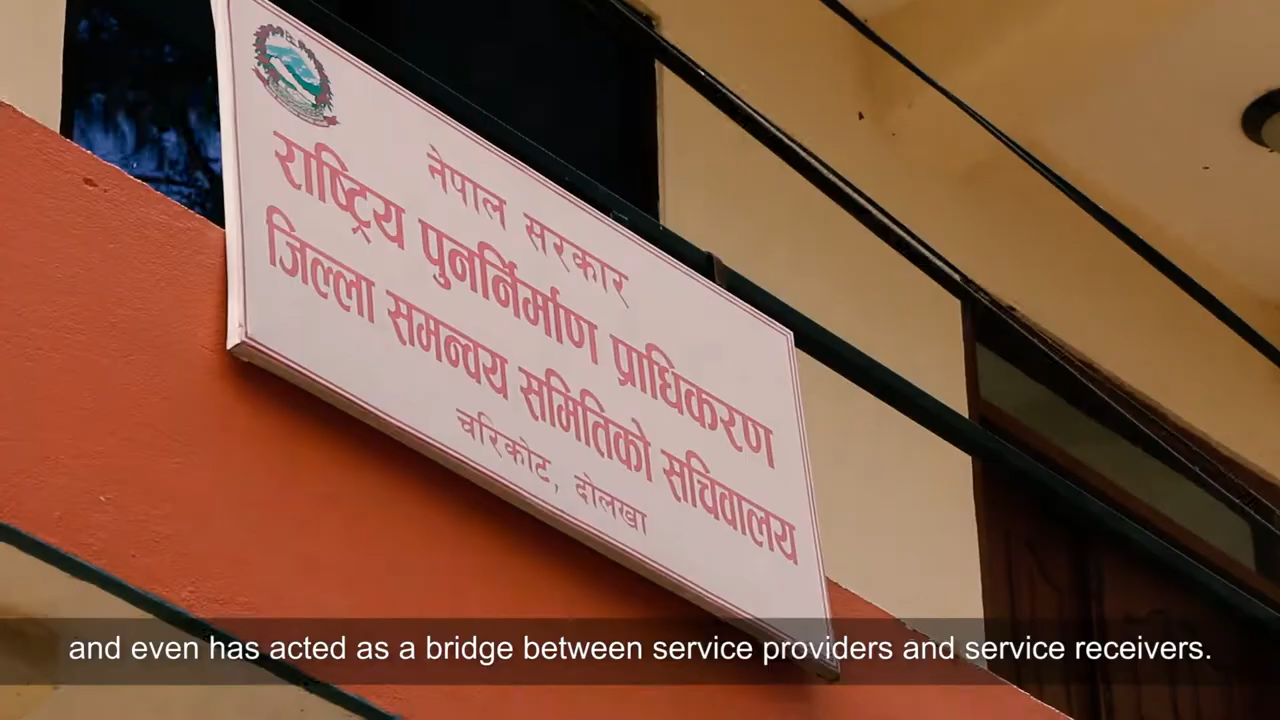 नेपाल सरकार
राष्ट्रिय पुनर्निर्माण प्राधिकरण
जिल्ला समन्वय समितिको सचिवालय
चरिकोट, दोलखा
and even has acted as a bridge between service providers and service receivers.